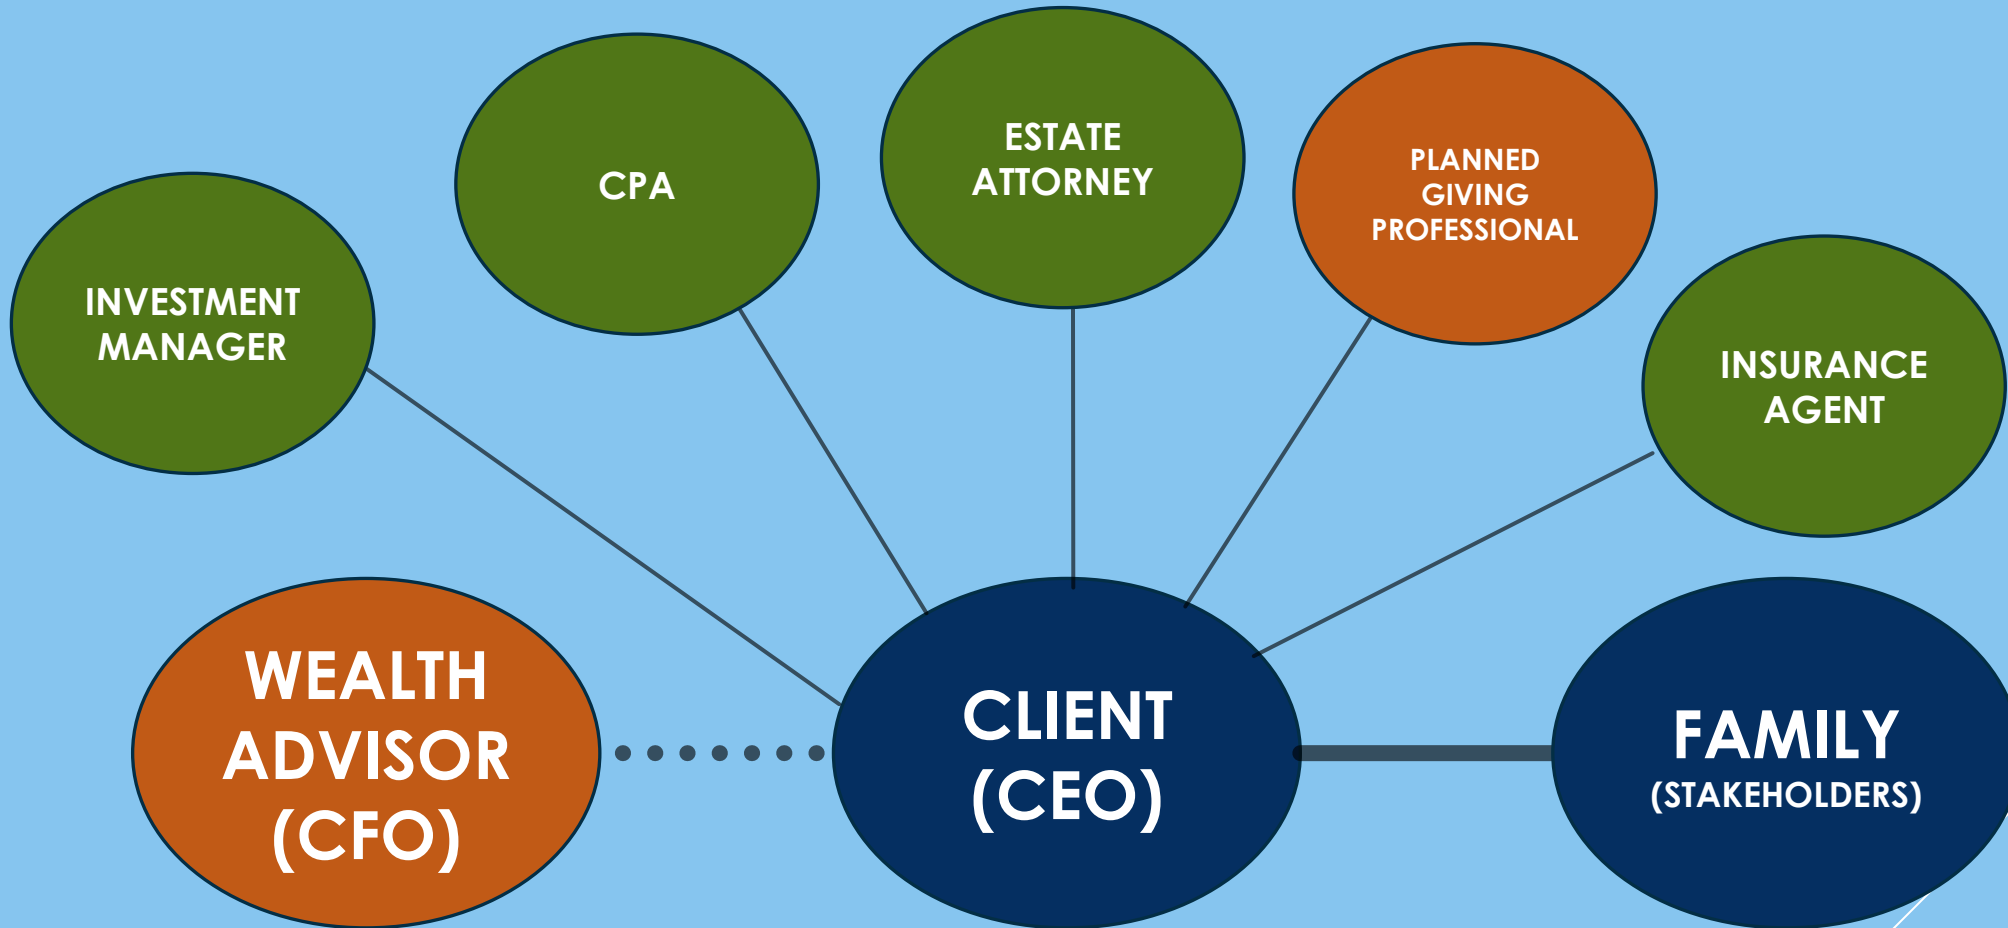 ESTATE
ATTORNEY
CPA
PLANNED
GIVING
PROFESSIONAL
INVESTMENT
MANAGER
INSURANCE
AGENT
WEALTH
ADVISOR
(CFO)
CLIENT
(CEO)
FAMILY
(STAKEHOLDERS)